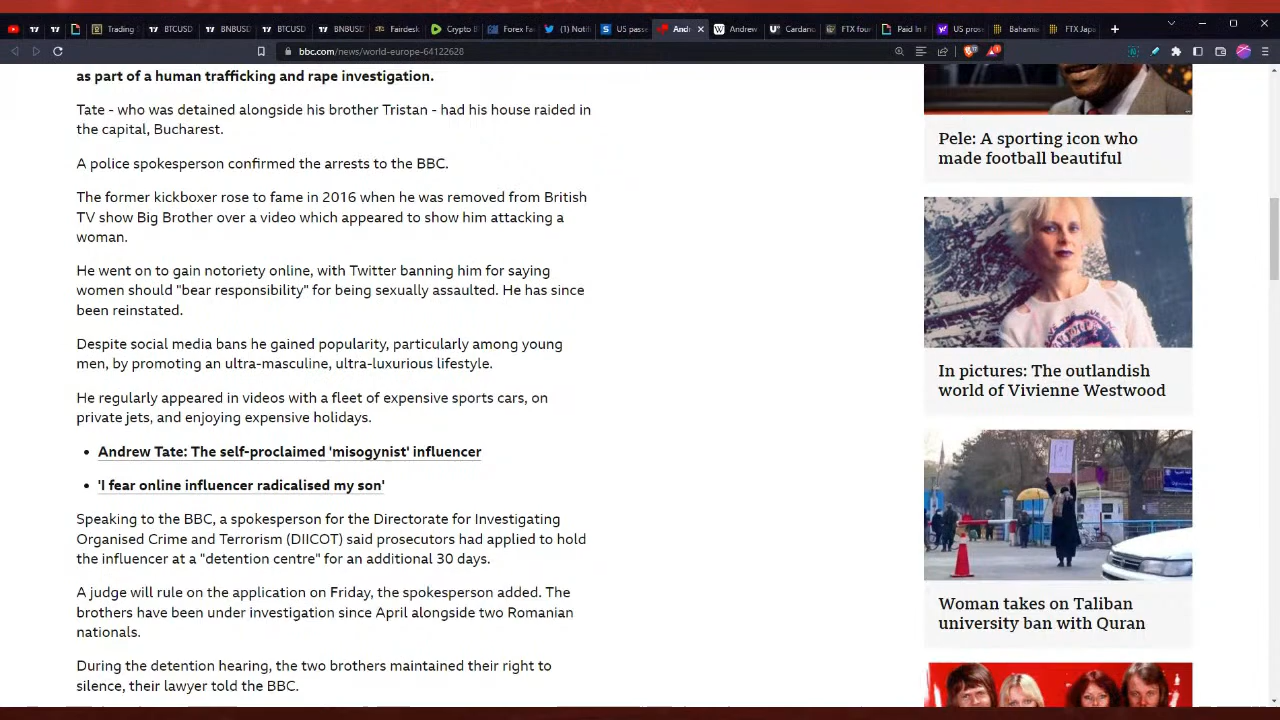 Trading
BTCUSD
BNBUSD
BTCUSD
BNBUSD
Fairdesk
Crypto
Forex Fa
(1) Noti
US pass
Andr
Andrew
Cardano
FTX four
Paid In F
US pros
Bahamia
FTX Japa
bbc.com/news/world-europe-64122628
as part of a human trafficking and rape investigation.
Tate - who was detained alongside his brother Tristan - had his house raided in
the capital, Bucharest.
A police spokesperson confirmed the arrests to the BBC.
The former kickboxer rose to fame in 2016 when he was removed from British
TV show Big Brother over a video which appeared to show him attacking a
woman.
He went on to gain notoriety online, with Twitter banning him for saying
women should "bear responsibility" for being sexually assaulted. He has since
been reinstated.
Despite social media bans he gained popularity, particularly among young
men, by promoting an ultra-masculine, ultra-luxurious lifestyle.
He regularly appeared in videos with a fleet of expensive sports cars, on
private jets, and enjoying expensive holidays.
• Andrew Tate: The self-proclaimed 'misogynist' influencer
• 'I fear online influencer radicalised my son'
Speaking to the BBC, a spokesperson for the Directorate for Investigating
Organised Crime and Terrorism (DIICOT) said prosecutors had applied to hold
the influencer at a "detention centre" for an additional 30 days.
A judge will rule on the application on Friday, the spokesperson added. The
brothers have been under investigation since April alongside two Romanian
nationals.
During the detention hearing, the two brothers maintained their right to
silence, their lawyer told the BBC.
Pele: A sporting icon who
made football beautiful
In pictures: The outlandish
world of Vivienne Westwood
Woman takes on Taliban
university ban with Quran